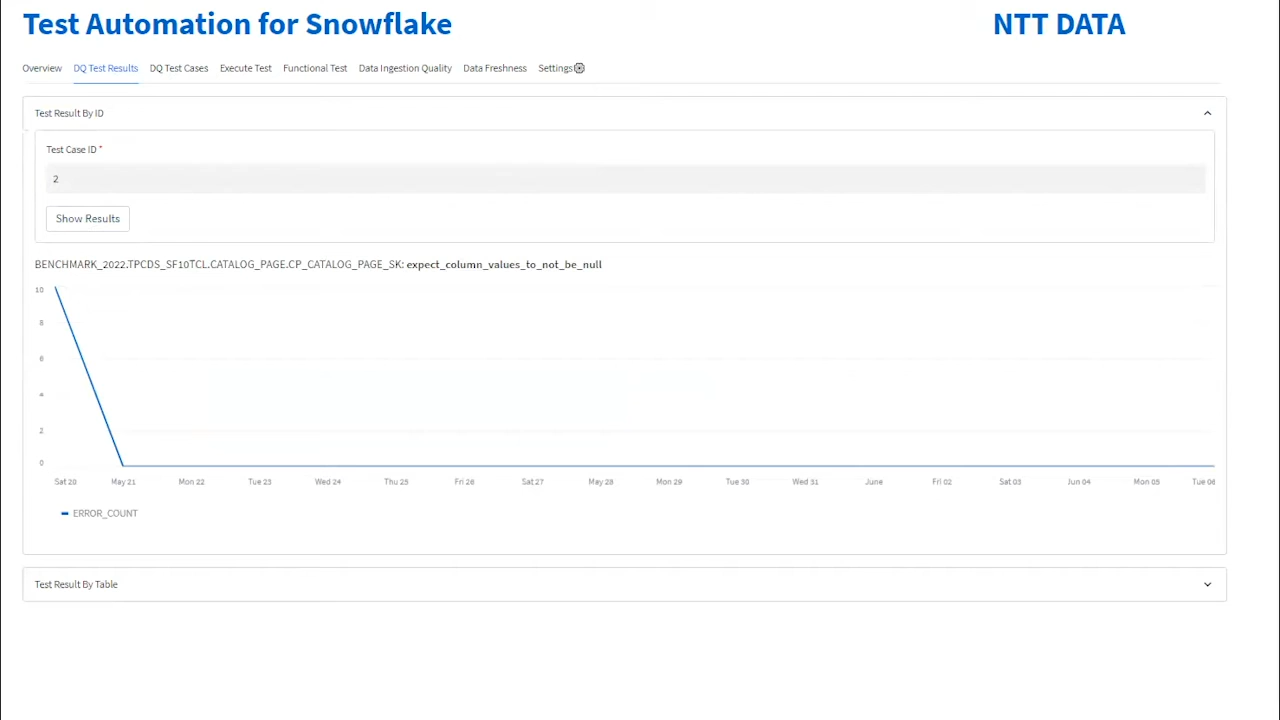 Test Automation for Snowflake NTT DATA
Overview DQ Test Results DQ Test Cases Execute Test Functional Test Data Ingestion Quality Data Freshness Settings
Test Result By ID
Test Case ID *
2
Show Results
BENCHMARK_2022.TPCDS_SF10TCL.CATALOG_PAGE.CP_CATALOG_PAGE_SK: expect_column_values_to_not_be_null
10
8
6
4
2
0
Sat 20 May 21 Mon 22 Tue 23 Wed 24 Thu 25 Fri 26 Sat 27 May 28 Mon 29 Tue 30 Wed 31 June Fri 02 Sat 03 Jun 04 Mon 05 Tue 06
ERROR_COUNT
Test Result By Table